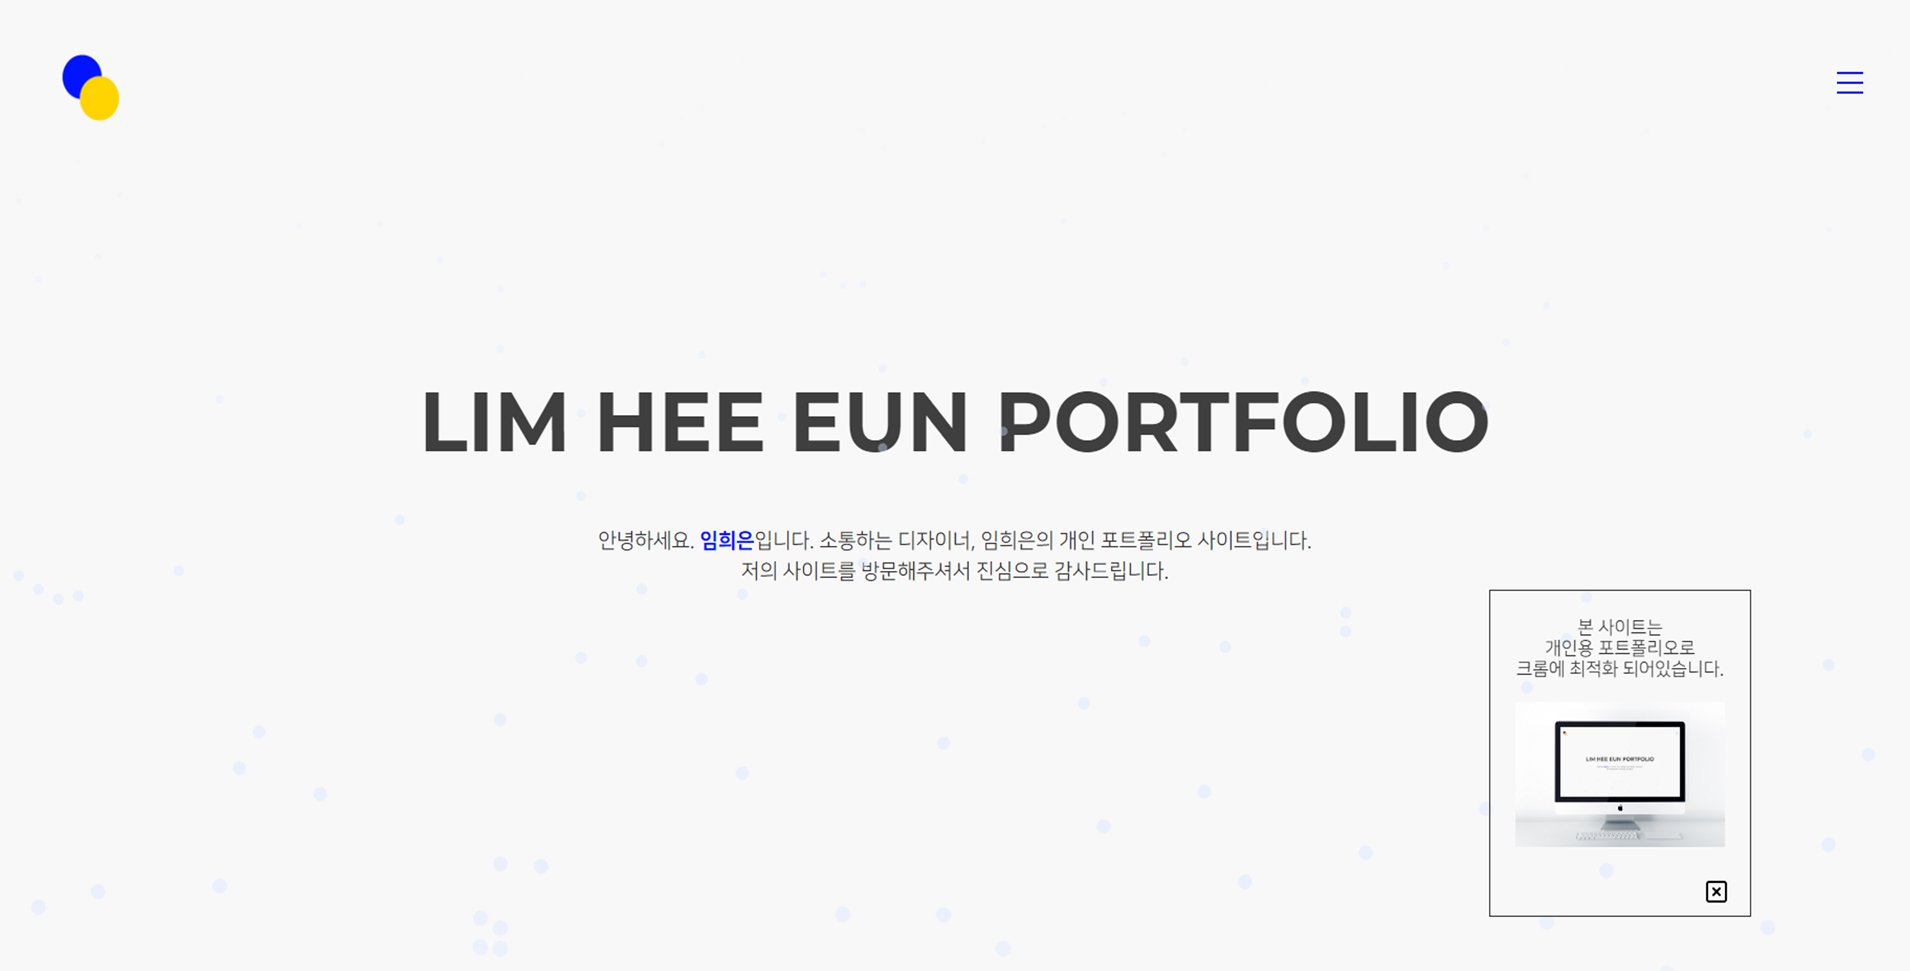 LIM HEE EUN PORTFOLIO
안녕하세요. 임희은입니다. 소통하는 디자이너, 임희은의 개인 포트폴리오 사이트입니다.
저의 사이트를 방문해주셔서 진심으로 감사드립니다.
본 사이트는
개인용 포트폴리오로
크롬에 최적화 되어있습니다.
LIM HEE EUN PORTFOLIO